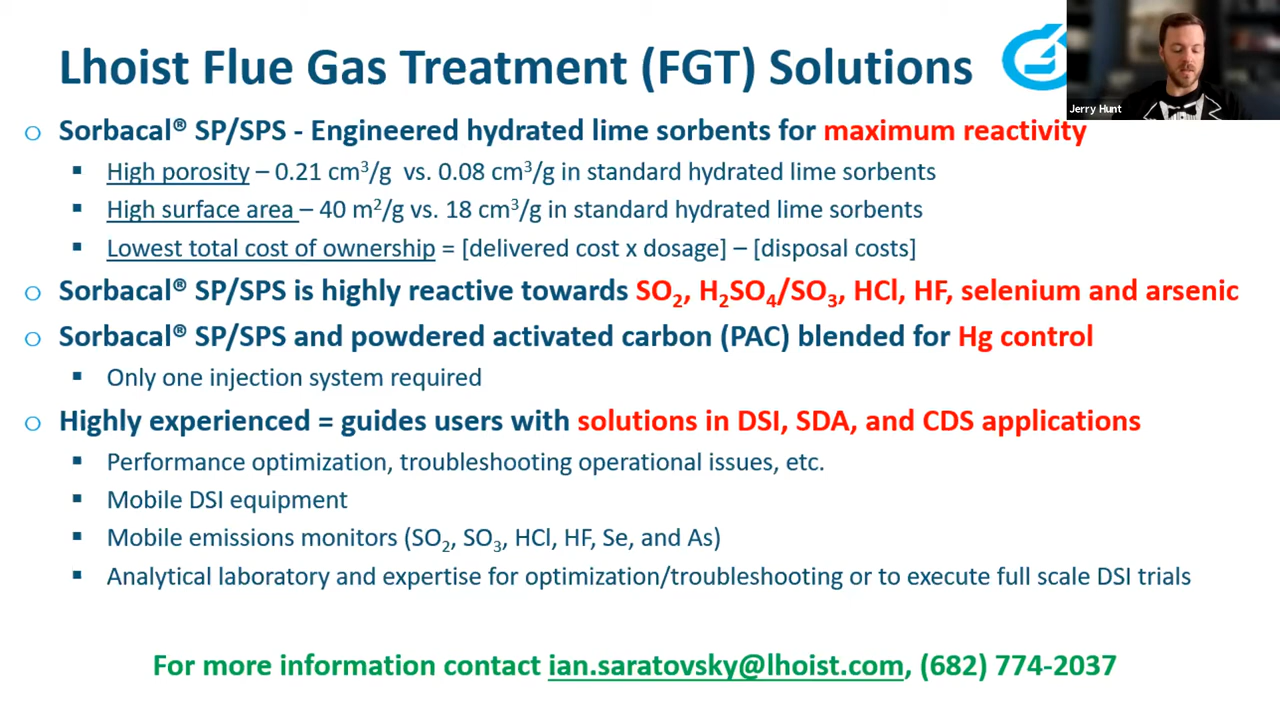 Lhoist Flue Gas Treatment (FGT) Solutions
Jerry Hunt
o Sorbacal® SP/SPS - Engineered hydrated lime sorbents for maximum reactivity
▪ High porosity – 0.21 cm³/g vs. 0.08 cm³/g in standard hydrated lime sorbents
▪ High surface area – 40 m²/g vs. 18 cm³/g in standard hydrated lime sorbents
▪ Lowest total cost of ownership = [delivered cost x dosage] – [disposal costs]
o Sorbacal® SP/SPS is highly reactive towards SO₂, H₂SO₄/SO₃, HCl, HF, selenium and arsenic
o Sorbacal® SP/SPS and powdered activated carbon (PAC) blended for Hg control
▪ Only one injection system required
o Highly experienced = guides users with solutions in DSI, SDA, and CDS applications
▪ Performance optimization, troubleshooting operational issues, etc.
▪ Mobile DSI equipment
▪ Mobile emissions monitors (SO₂, SO₃, HCl, HF, Se, and As)
▪ Analytical laboratory and expertise for optimization/troubleshooting or to execute full scale DSI trials
For more information contact ian.saratovsky@lhoist.com, (682) 774-2037